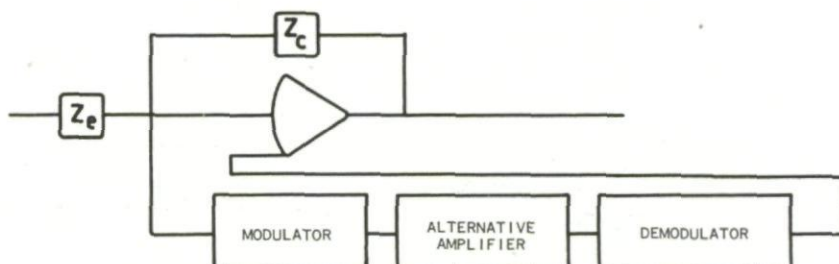 Zc
Ze
MODULATOR
ALTERNATIVE
AMPLIFIER
DEMODULATOR